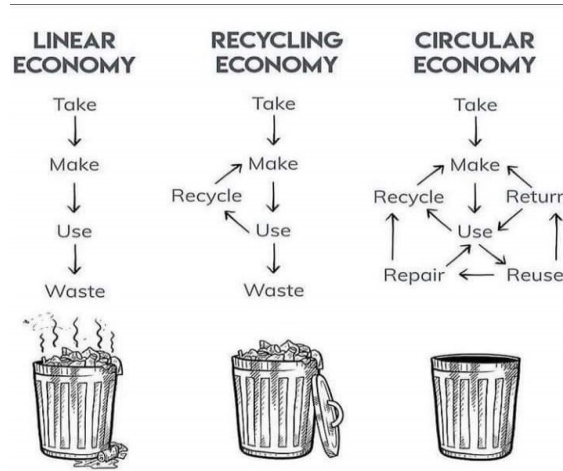 LINEAR
ECONOMY
Take
Make
Use
Waste
RECYCLING
ECONOMY
Take
Make
Recycle
Use
Waste
CIRCULAR
ECONOMY
Take
Make
Recycle
Return
Use
Repair
Reuse